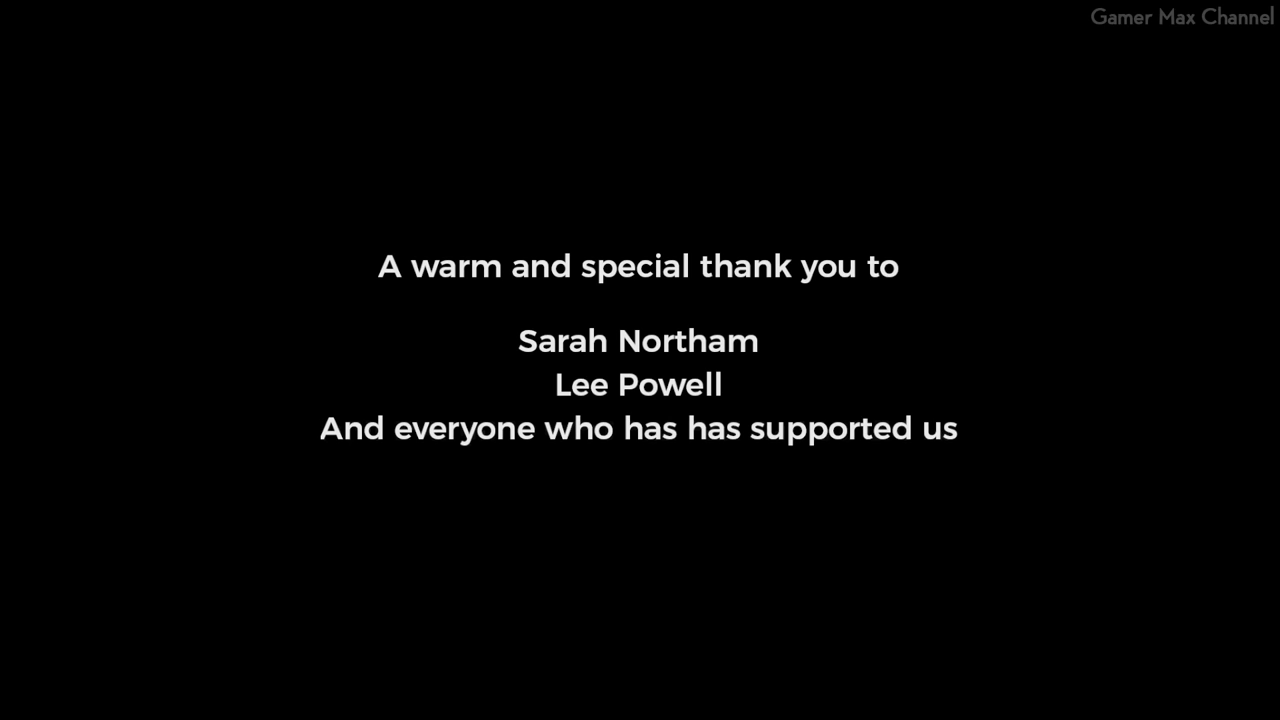 Gamer Max Channel
A warm and special thank you to
Sarah Northam
Lee Powell
And everyone who has has supported us